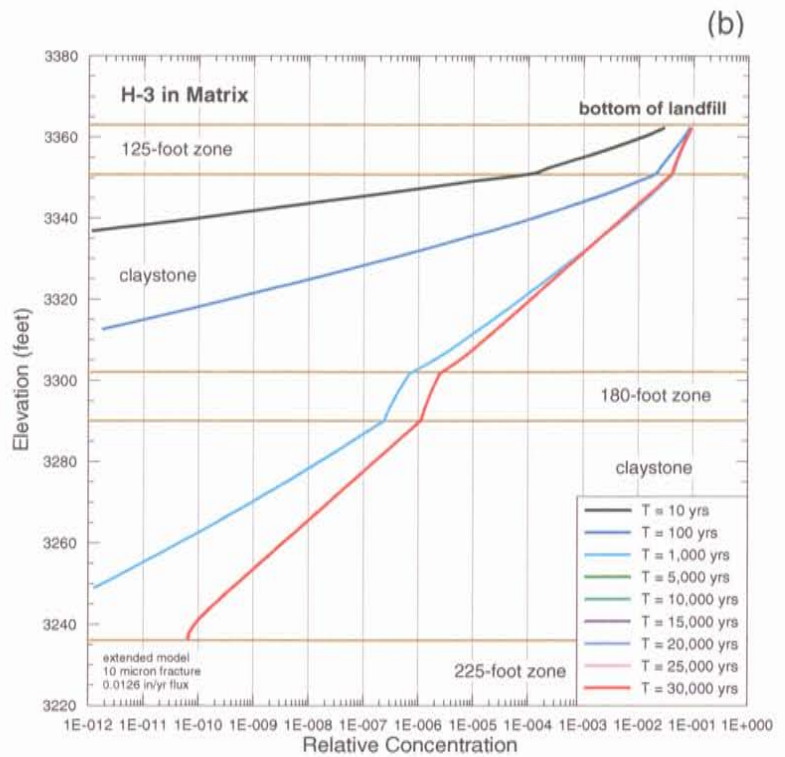 (b)
3380
H-3 in Matrix
bottom of landfill
3360
125-foot zone
3340
claystone
3320
Elevation (feet)
3300
180-foot zone
3280
claystone
T = 10 yrs
T = 100 yrs
3260
T = 1,000 yrs
T = 5,000 yrs
T = 10,000 yrs
T = 15,000 yrs
3240
T = 20,000 yrs
T = 25,000 yrs
T = 30,000 yrs
extended model
10 micron fracture
0.0126 in/yr flux
225-foot zone
3220
1E-012 1E-011 1E-010 1E-009 1E-008 1E-007 1E-006 1E-005 1E-004 1E-003 1E-002 1E-001 1E+000
Relative Concentration